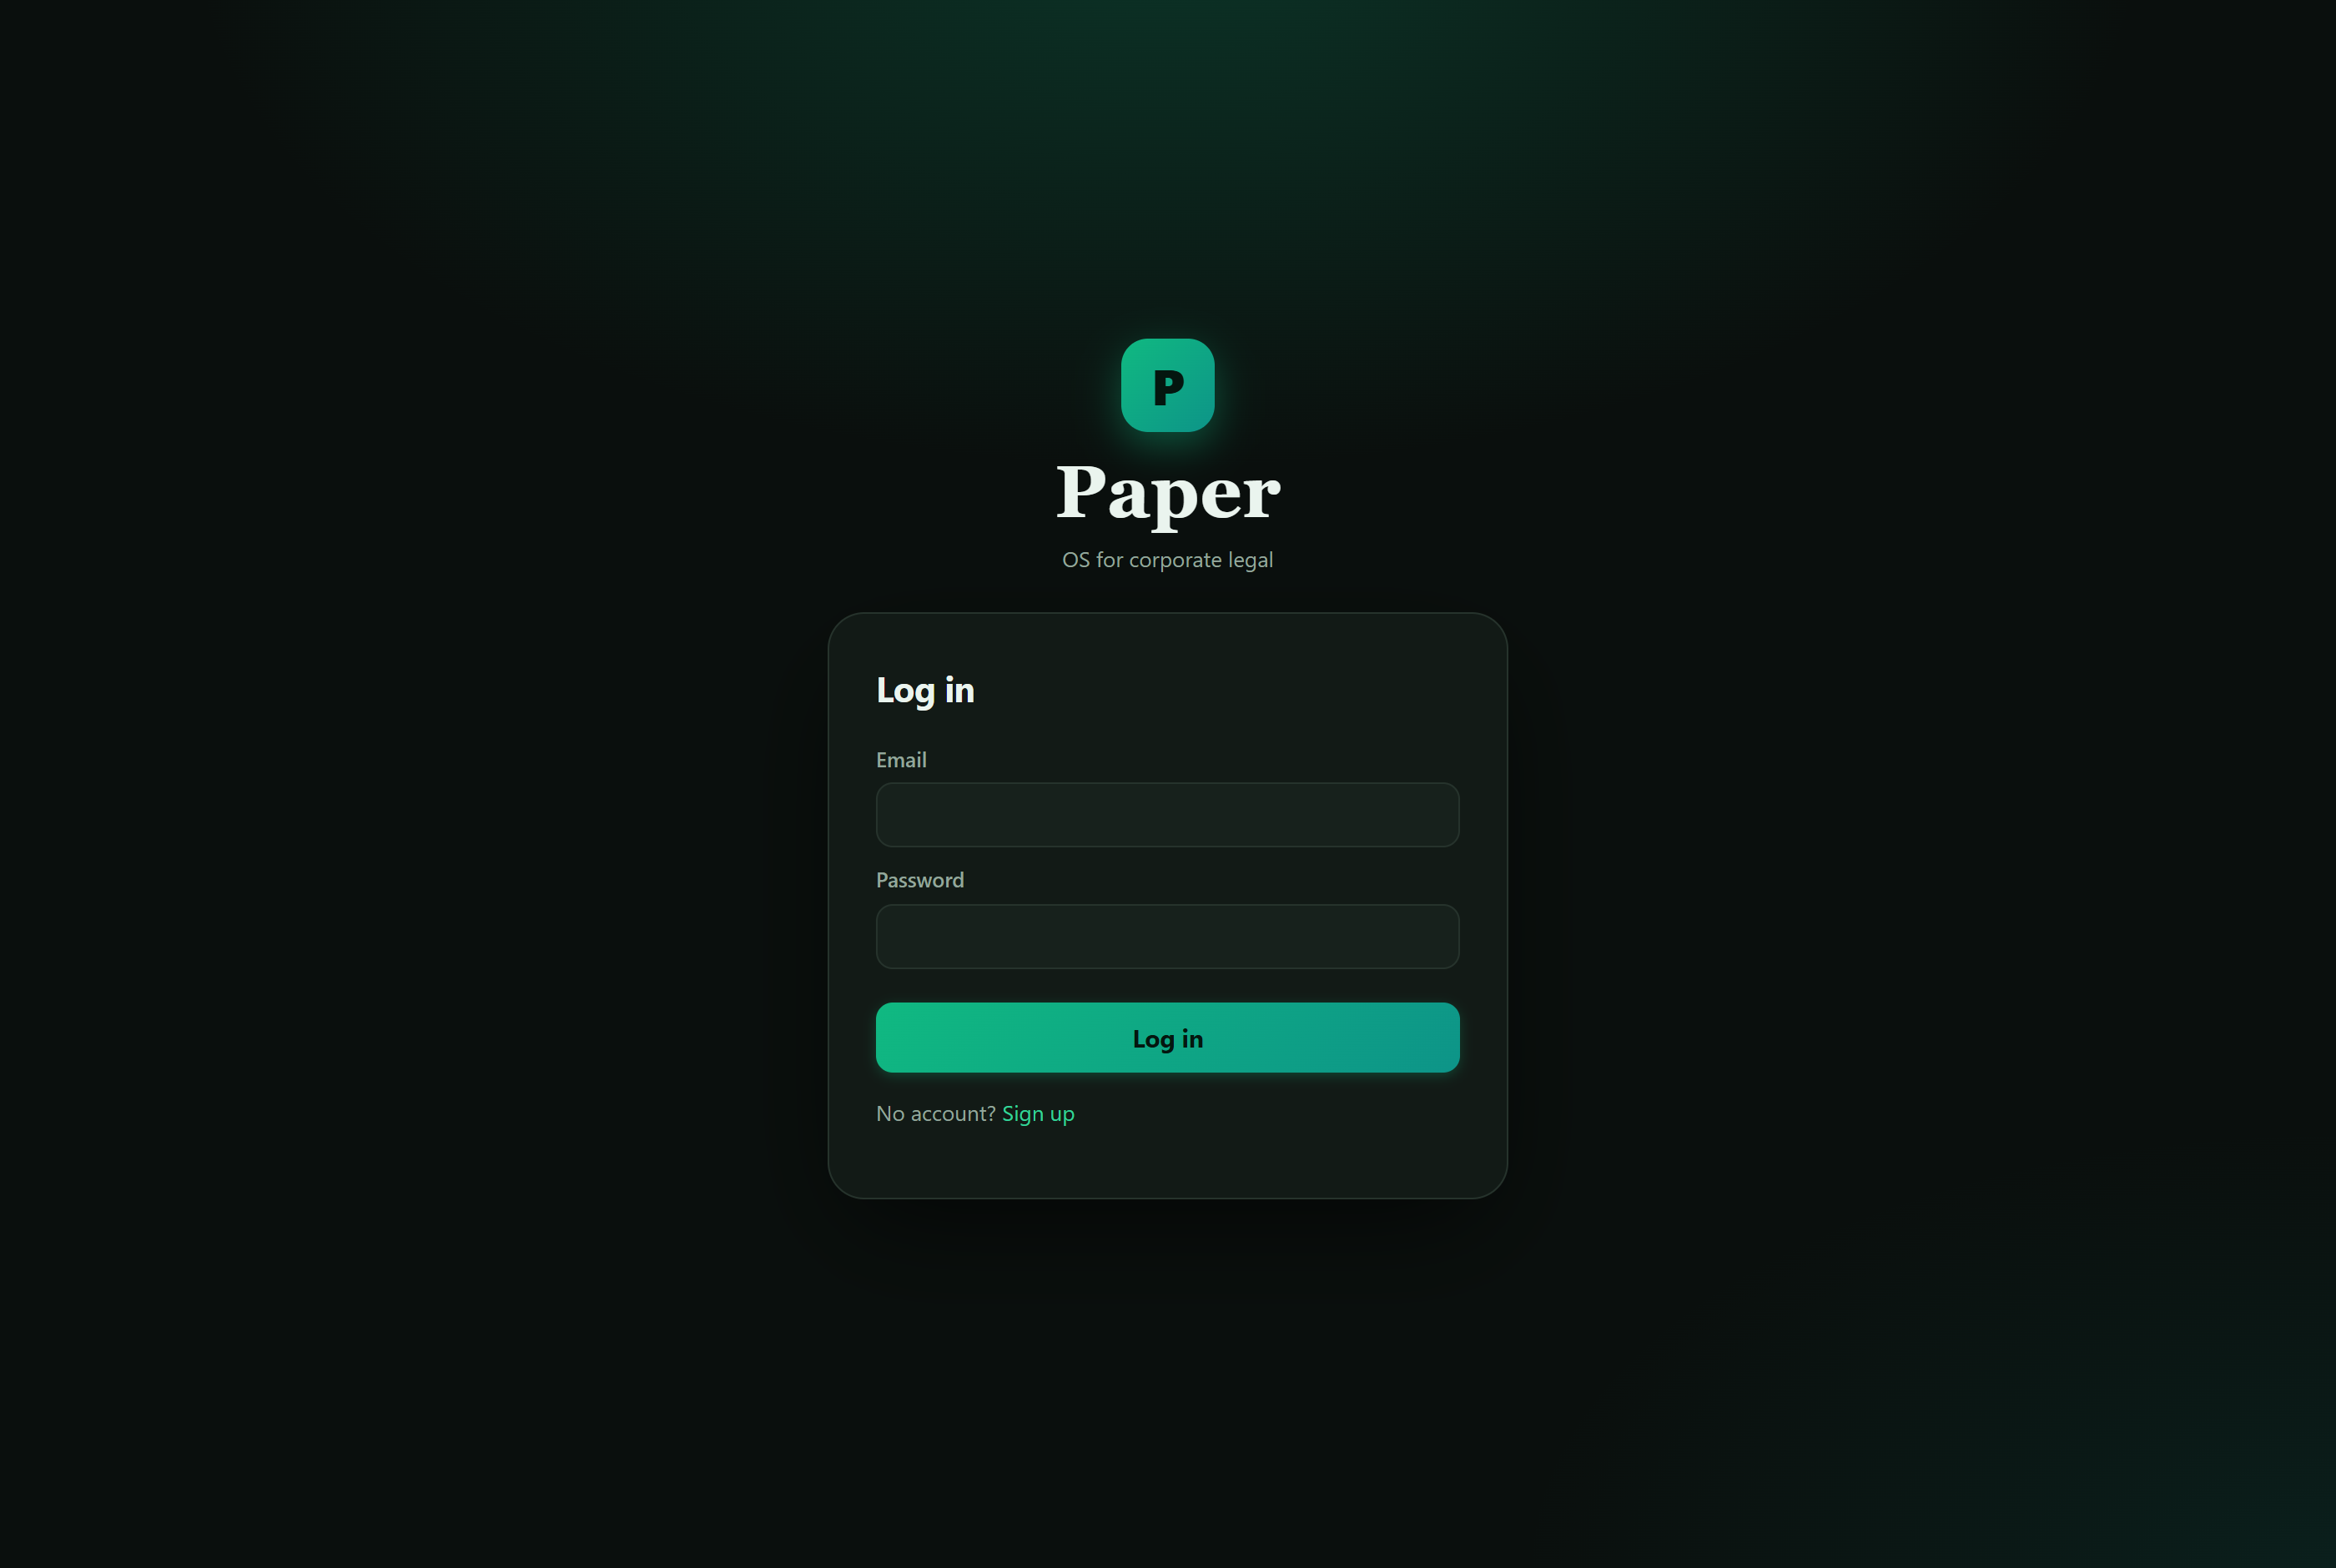 P
Paper
OS for corporate legal
Log in
Email
Password
Log in
No account? Sign up